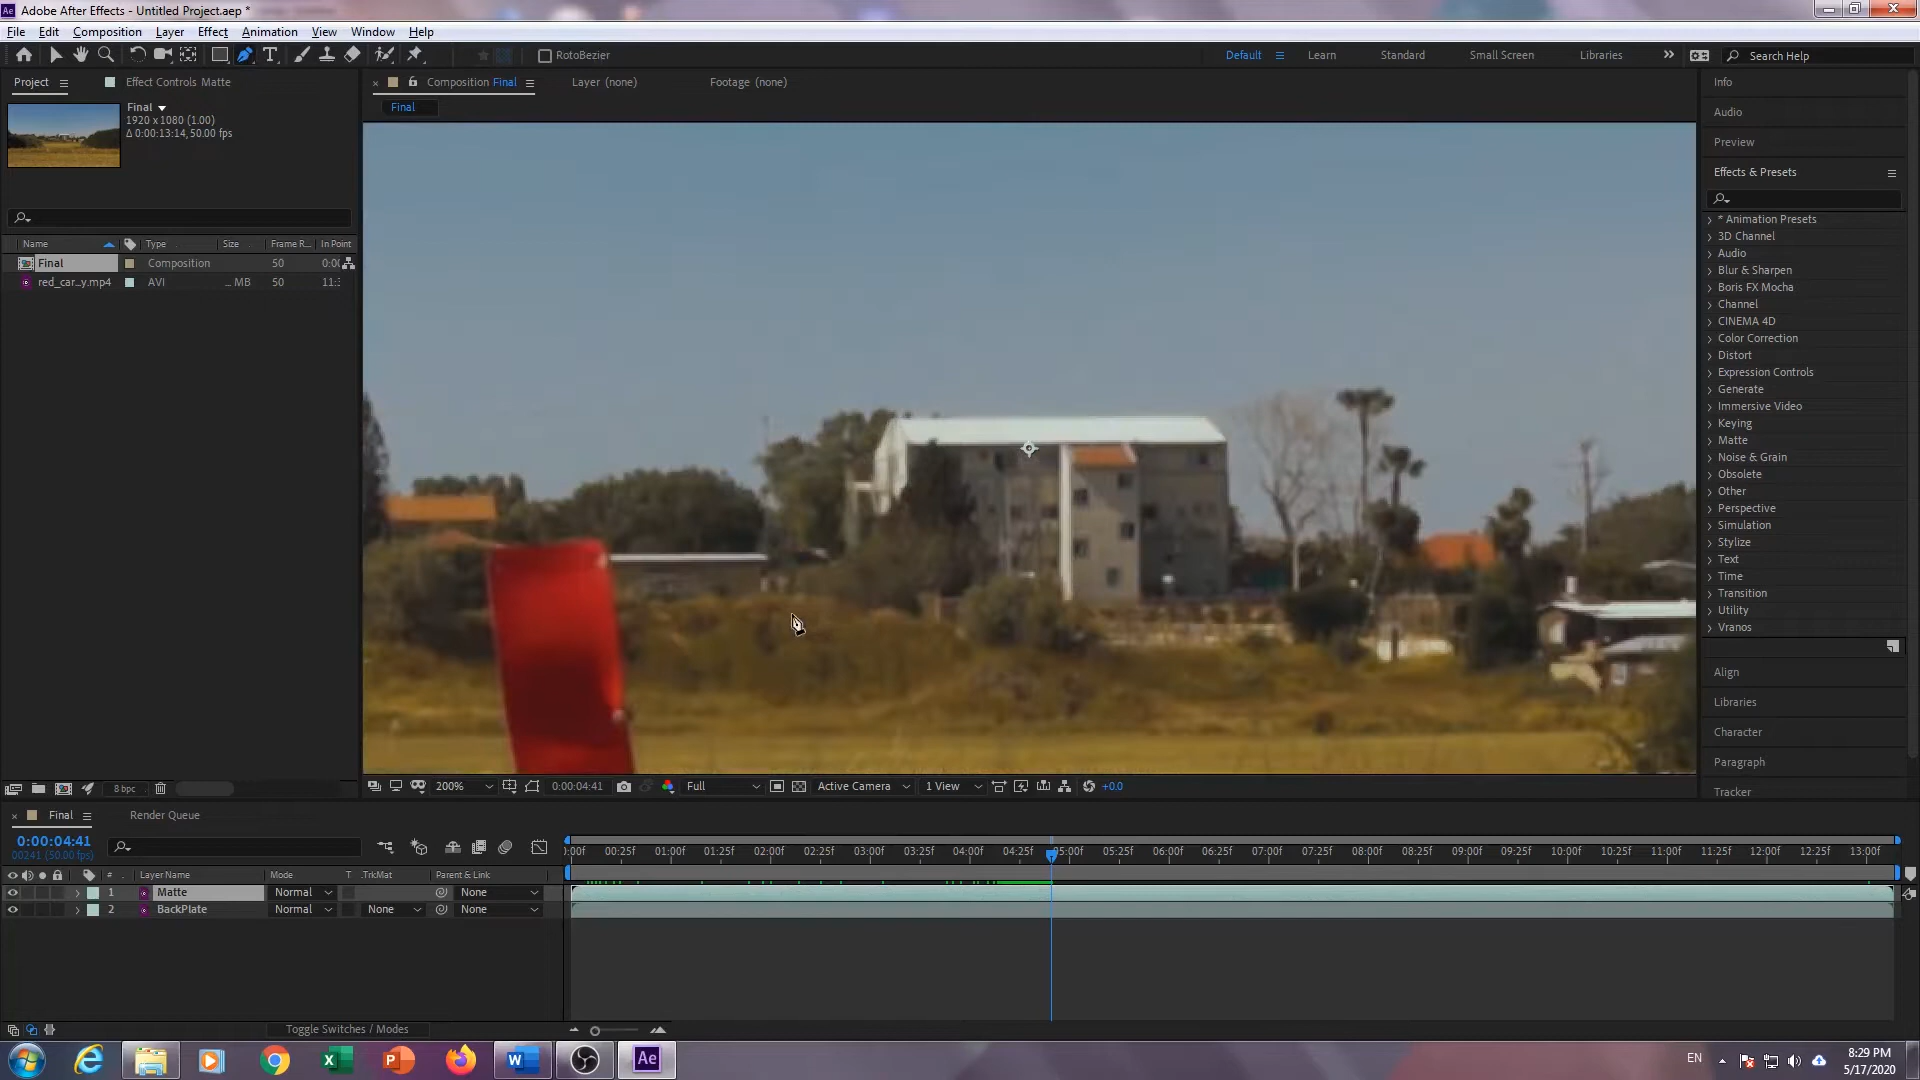 Adobe After Effects - Untitled Project.aep *
File Edit Composition Layer Effect Animation View Window Help
RotoBezier
Default Learn Standard Small Screen Libraries Search Help
Project Effect Controls Matte
Composition Final Layer (none) Footage (none)
Final
Final
1920 x 1080 (1.00)
Δ 0:00:13:14, 50.00 fps
Name Type Size Frame R... In Point
Final Composition 50 0:00
red_car...y.mp4 AVI ... MB 50 11:3
Info
Audio
Preview
Effects & Presets
* Animation Presets
3D Channel
Audio
Blur & Sharpen
Boris FX Mocha
Channel
CINEMA 4D
Color Correction
Distort
Expression Controls
Generate
Immersive Video
Keying
Matte
Noise & Grain
Obsolete
Other
Perspective
Simulation
Stylize
Text
Time
Transition
Utility
Vranos
Align
Libraries
Character
Paragraph
Tracker
8 bpc 200% 0:00:04:41 Full Active Camera 1 View +0.0
Final Render Queue
0:00:04:41
00241 (50.00 fps)
:00f 00:25f 01:00f 01:25f 02:00f 02:25f 03:00f 03:25f 04:00f 04:25f 05:00f 05:25f 06:00f 06:25f 07:00f 07:25f 08:00f 08:25f 09:00f 09:25f 10:00f 10:25f 11:00f 11:25f 12:00f 12:25f 13:00f
# Layer Name Mode T .TrkMat Parent & Link
1 Matte Normal None
2 BackPlate Normal None None
Toggle Switches / Modes
EN
8:29 PM
5/17/2020